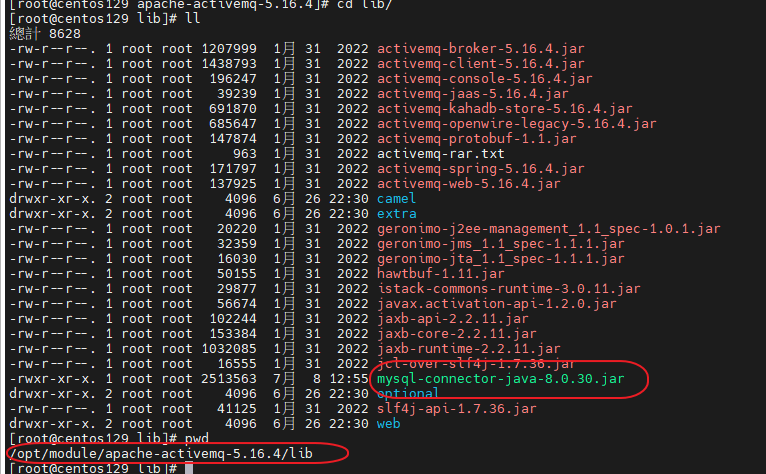 [root@centos129 apache-activemq-5.16.4]# cd lib/
[root@centos129 lib]# ll
總計 8628
-rw-r--r--. 1 root root 1207999 1月 31 2022 activemq-broker-5.16.4.jar
-rw-r--r--. 1 root root 1438793 1月 31 2022 activemq-client-5.16.4.jar
-rw-r--r--. 1 root root 196247 1月 31 2022 activemq-console-5.16.4.jar
-rw-r--r--. 1 root root 39239 1月 31 2022 activemq-jaas-5.16.4.jar
-rw-r--r--. 1 root root 691870 1月 31 2022 activemq-kahadb-store-5.16.4.jar
-rw-r--r--. 1 root root 685647 1月 31 2022 activemq-openwire-legacy-5.16.4.jar
-rw-r--r--. 1 root root 147874 1月 31 2022 activemq-protobuf-1.1.jar
-rw-r--r--. 1 root root 963 1月 31 2022 activemq-rar.txt
-rw-r--r--. 1 root root 171797 1月 31 2022 activemq-spring-5.16.4.jar
-rw-r--r--. 1 root root 137925 1月 31 2022 activemq-web-5.16.4.jar
drwxr-xr-x. 2 root root 4096 6月 26 22:30 camel
drwxr-xr-x. 2 root root 4096 6月 26 22:30 extra
-rw-r--r--. 1 root root 20220 1月 31 2022 geronimo-j2ee-management_1.1_spec-1.0.1.jar
-rw-r--r--. 1 root root 32359 1月 31 2022 geronimo-jms_1.1_spec-1.1.1.jar
-rw-r--r--. 1 root root 16030 1月 31 2022 geronimo-jta_1.1_spec-1.1.1.jar
-rw-r--r--. 1 root root 50155 1月 31 2022 hawtbuf-1.11.jar
-rw-r--r--. 1 root root 29877 1月 31 2022 istack-commons-runtime-3.0.11.jar
-rw-r--r--. 1 root root 56674 1月 31 2022 javax.activation-api-1.2.0.jar
-rw-r--r--. 1 root root 102244 1月 31 2022 jaxb-api-2.2.11.jar
-rw-r--r--. 1 root root 153384 1月 31 2022 jaxb-core-2.2.11.jar
-rw-r--r--. 1 root root 1032085 1月 31 2022 jaxb-runtime-2.2.11.jar
-rw-r--r--. 1 root root 16555 1月 31 2022 jcl-over-slf4j-1.7.36.jar
-rwxr-xr-x. 1 root root 2513563 7月 8 12:55 mysql-connector-java-8.0.30.jar
drwxr-xr-x. 2 root root 4096 6月 26 22:30 optional
-rw-r--r--. 1 root root 41125 1月 31 2022 slf4j-api-1.7.36.jar
drwxr-xr-x. 2 root root 4096 6月 26 22:30 web
[root@centos129 lib]# pwd
/opt/module/apache-activemq-5.16.4/lib
[root@centos129 lib]#